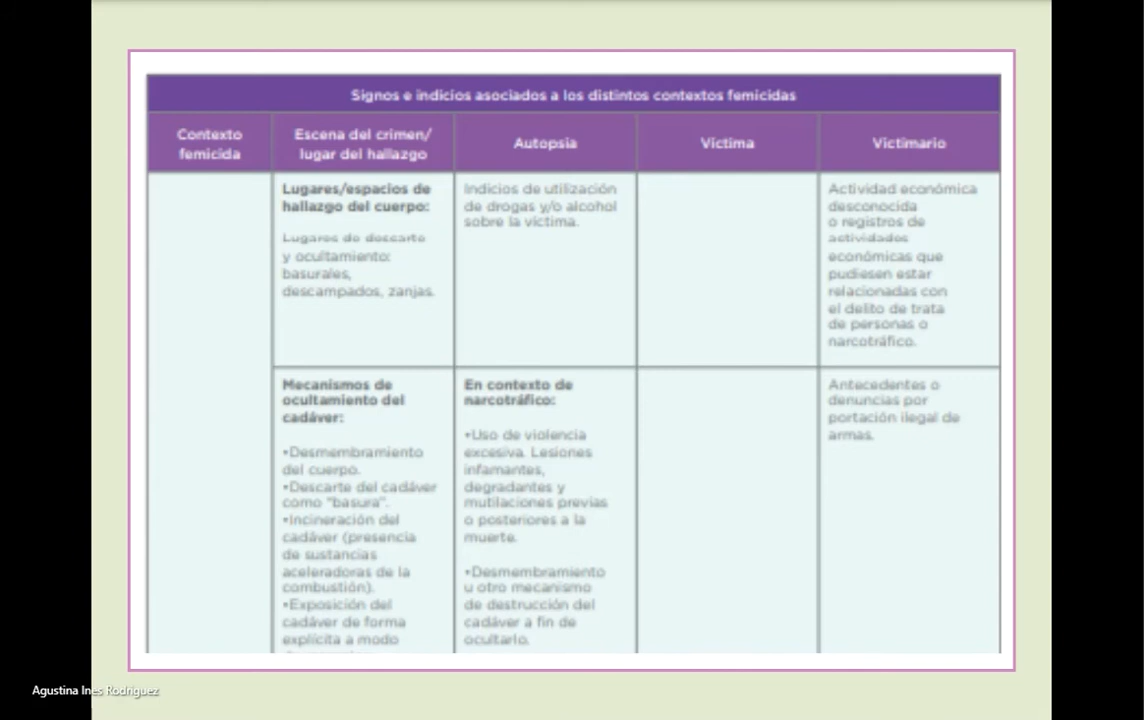 Signos e indicios asociados a los distintos contextos femicidas
Contexto
femicida
Escena del crimen/
lugar del hallazgo
Autopsia
Víctima
Victimario
Lugares/espacios de
hallazgo del cuerpo:
Lugares de descarte
y ocultamiento:
basurales,
descampados, zanjas.
Indicios de utilización
de drogas y/o alcohol
sobre la víctima.
Actividad económica
desconocida
o registros de
actividades
económicas que
pudiesen estar
relacionadas con
el delito de trata
de personas o
narcotráfico.
Mecanismos de
ocultamiento del
cadáver:
•Desmembramiento
del cuerpo.
•Descarte del cadáver
como "basura".
•Incineración del
cadáver (presencia
de sustancias
aceleradoras de la
combustión).
•Exposición del
cadáver de forma
explícita a modo
En contexto de
narcotráfico:
•Uso de violencia
excesiva. Lesiones
infamantes,
degradantes y
mutilaciones previas
o posteriores a la
muerte.
•Desmembramiento
u otro mecanismo
de destrucción del
cadáver a fin de
ocultarlo.
Antecedentes o
denuncias por
portación ilegal de
armas.
Agustina Ines Rodriguez